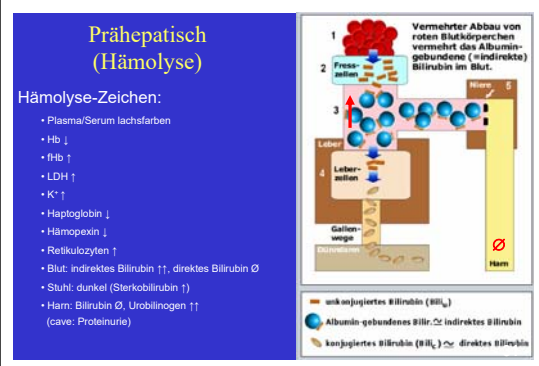 Prähepatisch
(Hämolyse)
Hämolyse-Zeichen:
• Plasma/Serum lachsfarben
• Hb ↓
• fHb ↑
• LDH ↑
• K⁺ ↑
• Haptoglobin ↓
• Hämopexin ↓
• Retikulozyten ↑
• Blut: indirektes Bilirubin ↑↑, direktes Bilirubin Ø
• Stuhl: dunkel (Sterkobilirubin ↑)
• Harn: Bilirubin Ø, Urobilinogen ↑↑
(cave: Proteinurie)
Vermehrter Abbau von
roten Blutkörperchen
vermehrt das Albumin-
gebundene (=indirekte)
Bilirubin im Blut.
1
2
Fress-
zellen
Niere 5
3
Leber
4
Leber-
zellen
Gallen-
wege
Dünndarm
Ø
Harn
unkonjugiertes Bilirubin (Bili u)
Albumin-gebundenes Bilir. ≃ indirektes Bilirubin
konjugiertes Bilirubin (Bili c) ≃ direktes Bilirubin